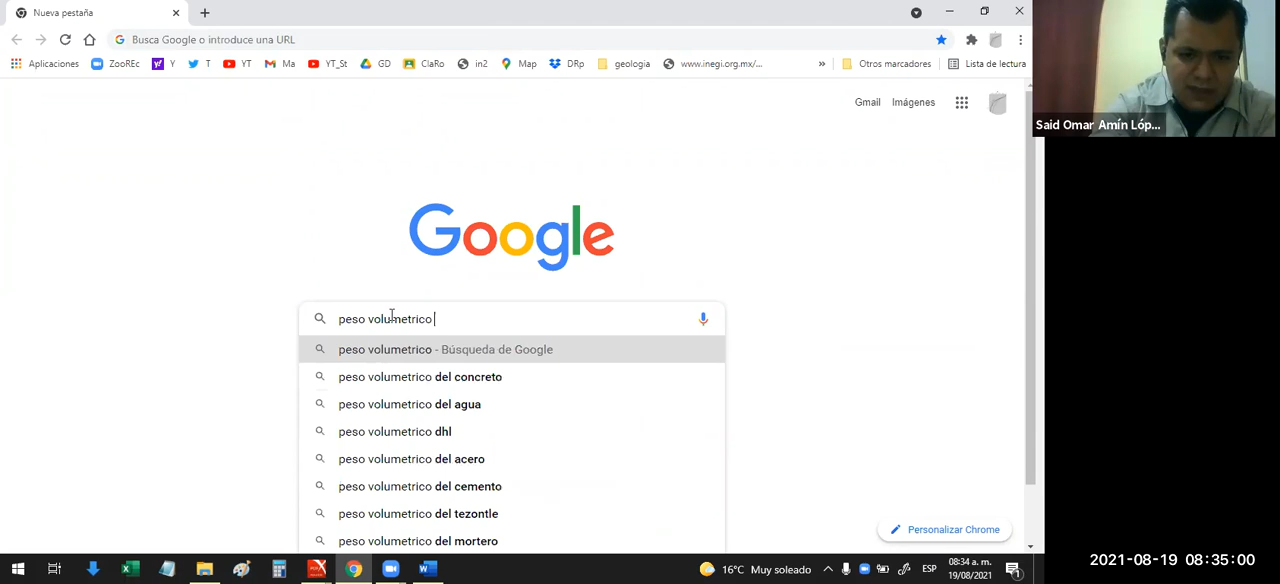 Nueva pestaña
Busca Google o introduce una URL
Aplicaciones ZooREc Y T YT Ma YT_St GD ClaRo in2 Map DRp geologia www.inegi.org.mx/... » Otros marcadores Lista de lectura
Gmail Imágenes
Said Omar Amín Lóp...
Google
peso volumetrico
peso volumetrico - Búsqueda de Google
peso volumetrico del concreto
peso volumetrico del agua
peso volumetrico dhl
peso volumetrico del acero
peso volumetrico del cemento
peso volumetrico del tezontle
peso volumetrico del mortero
Personalizar Chrome
16°C Muy soleado ESP 08:34 a. m.
19/08/2021
2021-08-19 08:35:00